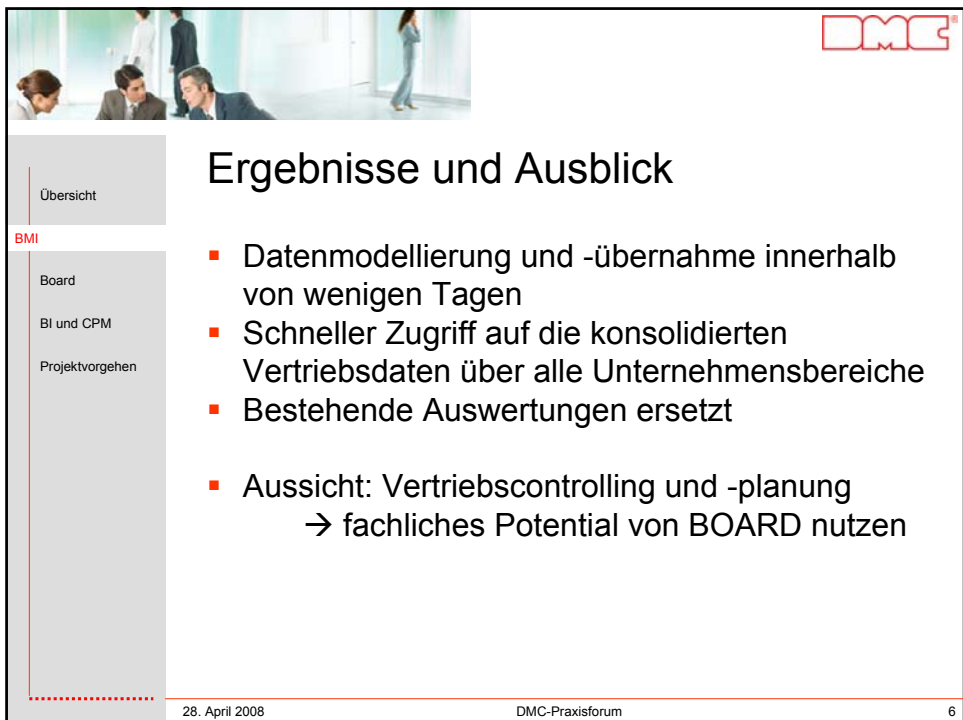 DMC®
Ergebnisse und Ausblick
Übersicht
BMI
Board
BI und CPM
Projektvorgehen
▪ Datenmodellierung und -übernahme innerhalb
von wenigen Tagen
▪ Schneller Zugriff auf die konsolidierten
Vertriebsdaten über alle Unternehmensbereiche
▪ Bestehende Auswertungen ersetzt
▪ Aussicht: Vertriebscontrolling und -planung
→ fachliches Potential von BOARD nutzen
28. April 2008 DMC-Praxisforum 6